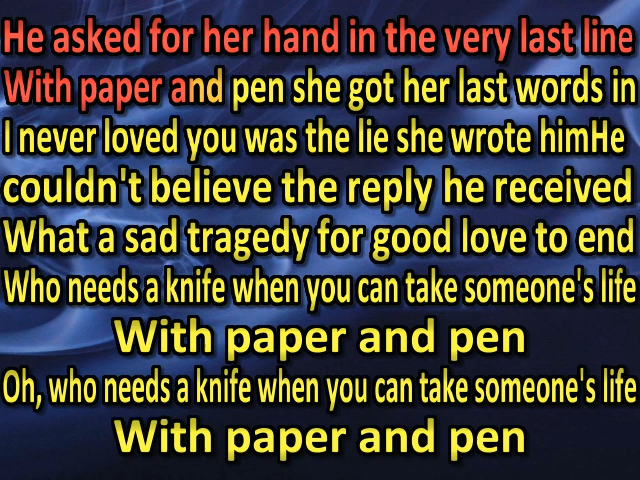 He asked for her hand in the very last line
With paper and pen she got her last words in
I never loved you was the lie she wrote himHe
couldn't believe the reply he received
What a sad tragedy for good love to end
Who needs a knife when you can take someone's life
With paper and pen
Oh, who needs a knife when you can take someone's life
With paper and pen